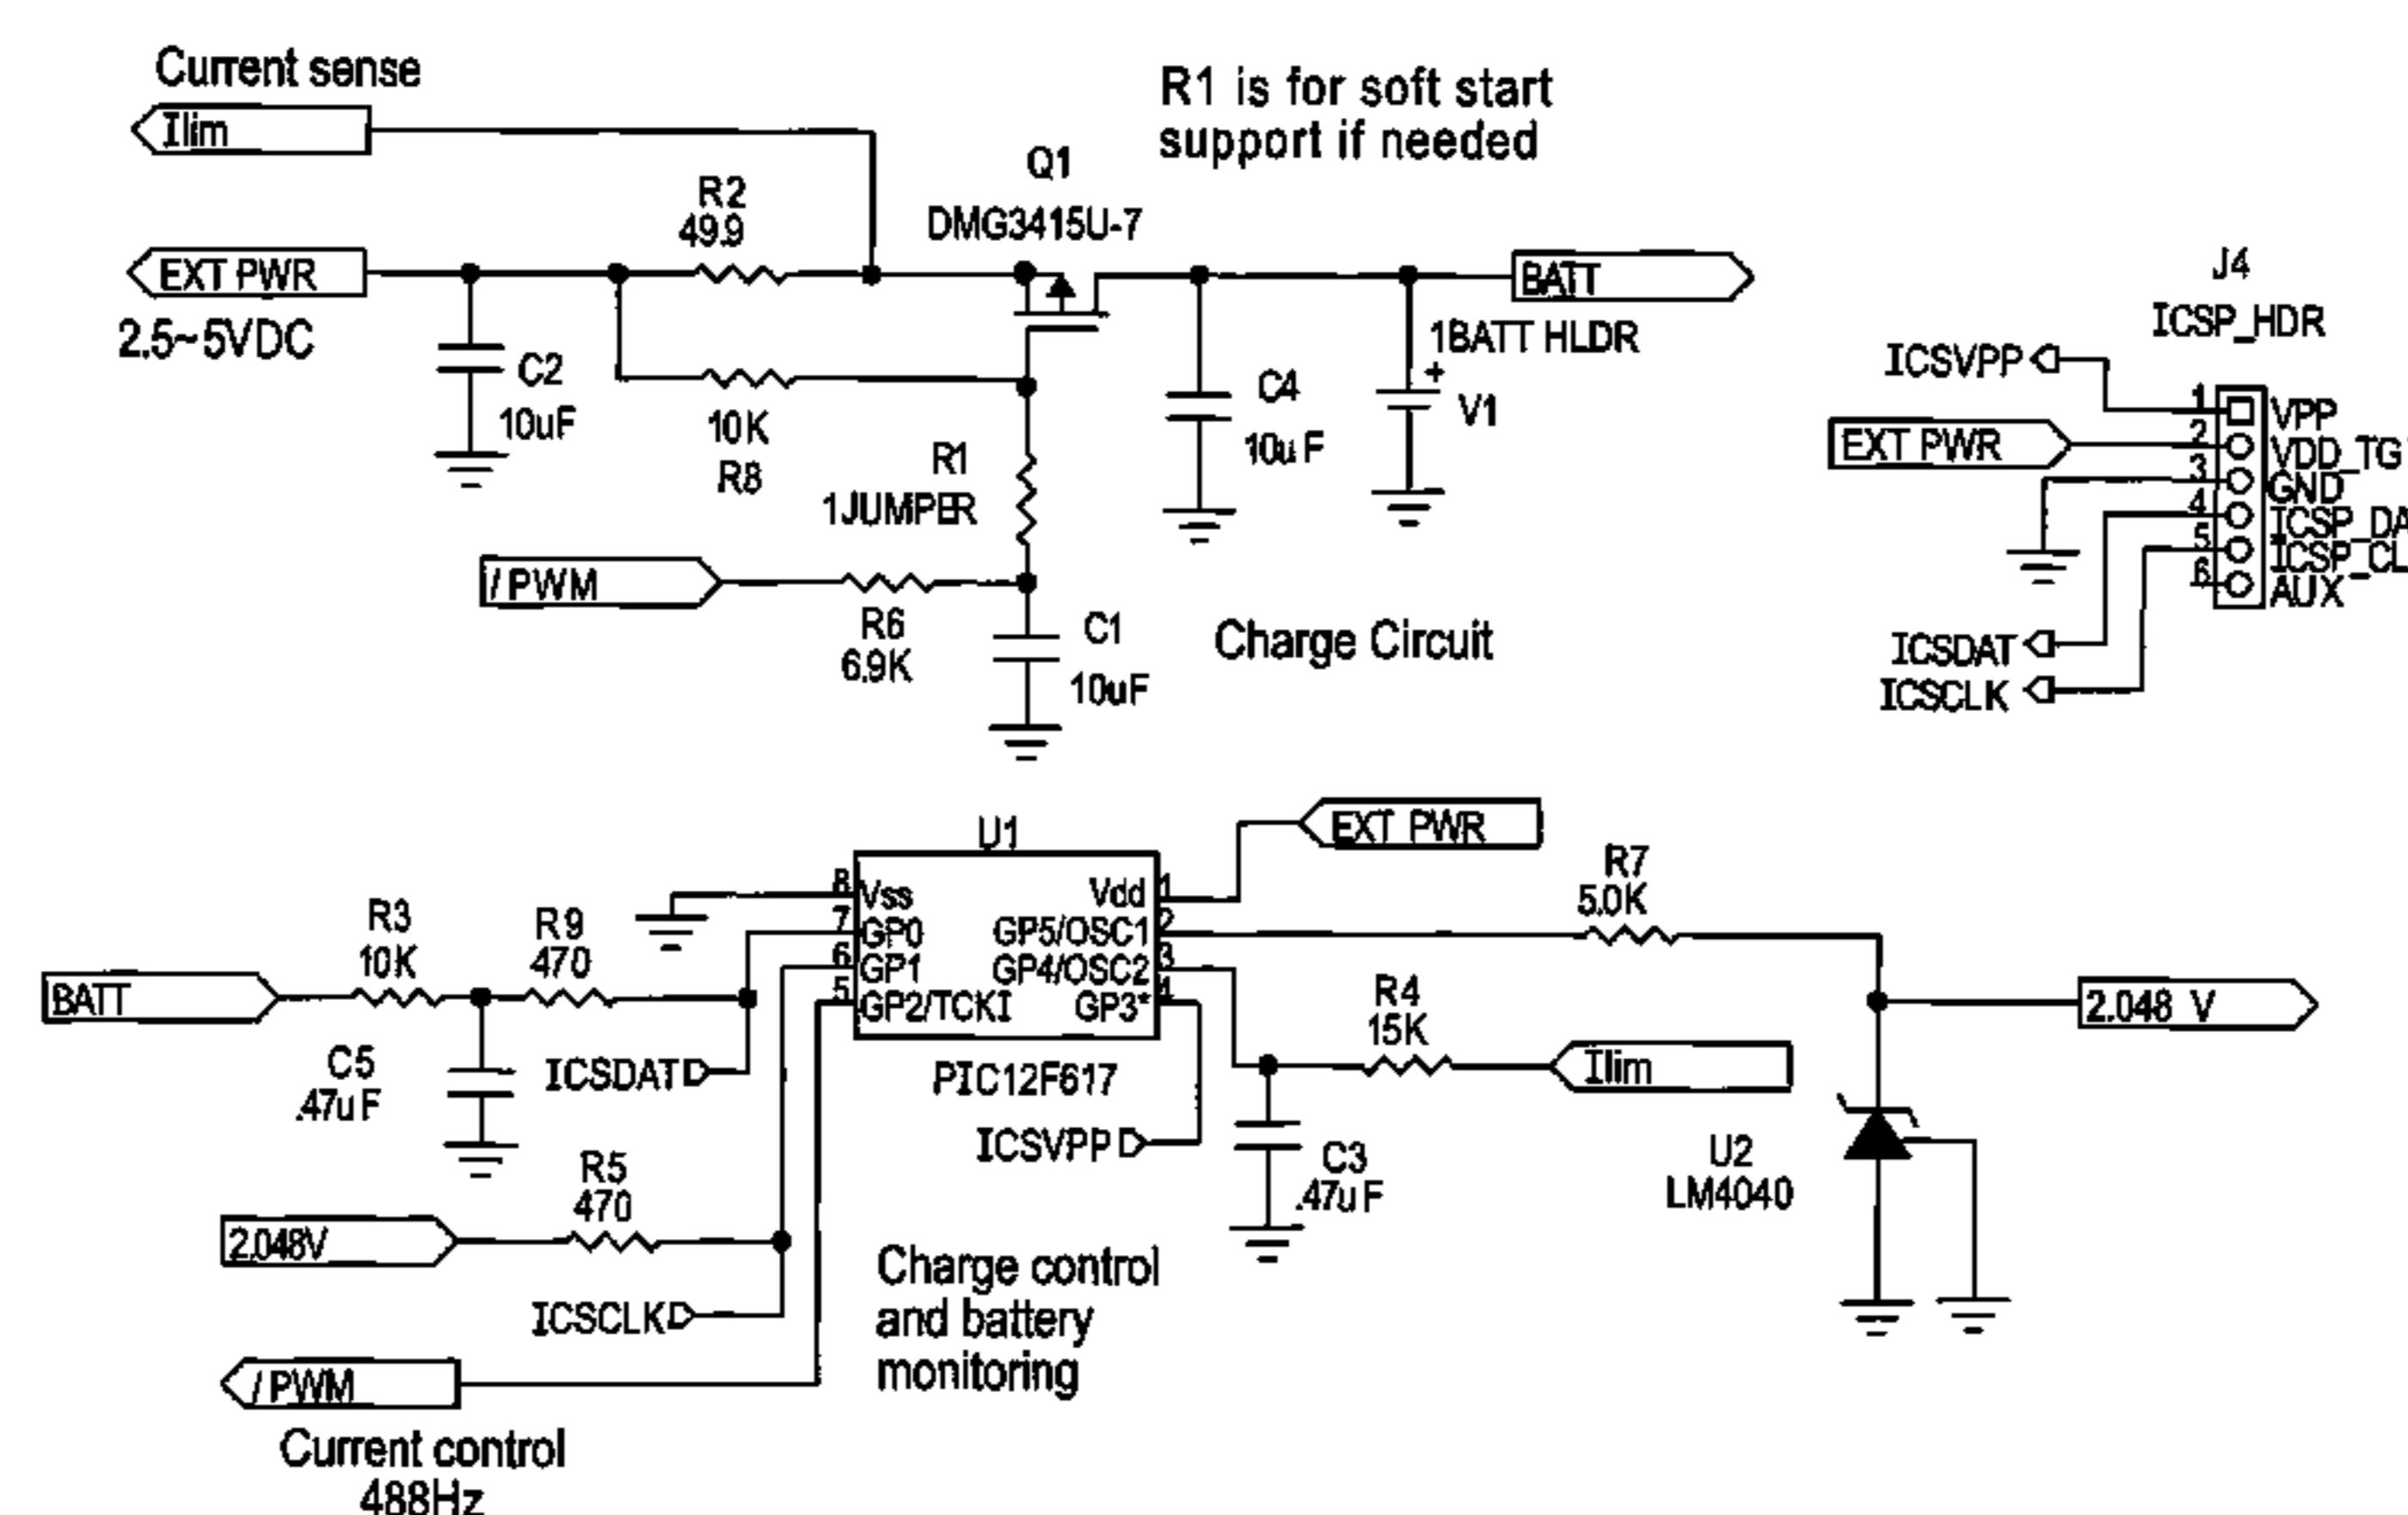 Current sense
Ilim
R1 is for soft start
support if needed
Q1
DMG3415U-7
R2
49.9
EXT PWR
2.5~5VDC
C2
10uF
10K
R8
R1
1JUMPER
/ PWM
R6
6.9K
C1
10uF
C4
10uF
BATT
1BATT HLDR
+
V1
Charge Circuit
J4
ICSP_HDR
ICSVPP
EXT PWR
1
2
3
4
5
6
VPP
VDD_TG
GND
ICSP_DA
ICSP_CL
AUX
ICSDAT
ICSCLK
U1
8
7
6
5
Vss
GP0
GP1
GP2/TCKI
Vdd
GP5/OSC1
GP4/OSC2
GP3*
1
2
3
4
PIC12F617
EXT PWR
R7
5.0K
R3
10K
R9
470
BATT
C5
.47uF
ICSDAT
R4
15K
Ilim
2.048 V
ICSVPP
C3
.47uF
U2
LM4040
R5
470
2.048V
ICSCLK
Charge control
and battery
monitoring
/ PWM
Current control
488Hz